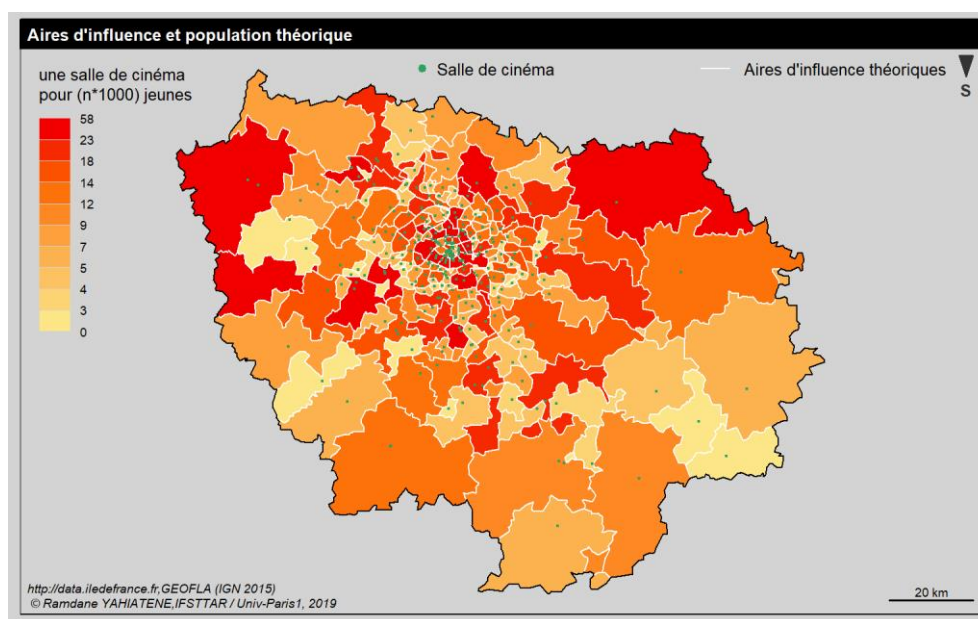 Aires d'influence et population théorique
une salle de cinéma
pour (n*1000) jeunes
Salle de cinéma
Aires d'influence théoriques
S
58
23
18
14
12
9
7
5
4
3
0
http://data.iledefrance.fr,GEOFLA (IGN 2015)
© Ramdane YAHIATENE,IFSTTAR / Univ-Paris1, 2019
20 km